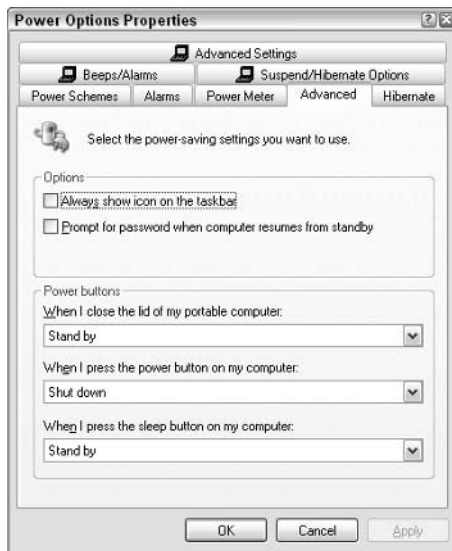 Power Options Properties
Advanced Settings
Beeps/Alarms Suspend/Hibernate Options
Power Schemes Alarms Power Meter Advanced Hibernate
Select the power-saving settings you want to use.
Options
Always show icon on the taskbar
Prompt for password when computer resumes from standby
Power buttons
When I close the lid of my portable computer:
Stand by
When I press the power button on my computer:
Shut down
When I press the sleep button on my computer:
Stand by
OK Cancel Apply